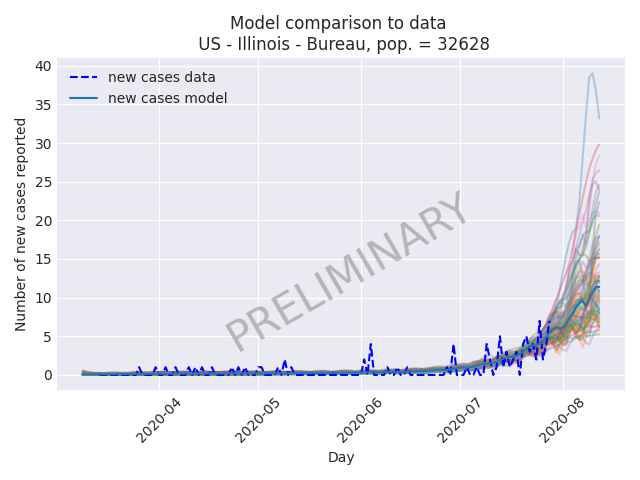 Model comparison to data
US - Illinois - Bureau, pop. = 32628
new cases data
new cases model
Number of new cases reported
40
35
30
25
20
15
10
5
0
PRELIMINARY
2020-04
2020-05
2020-06
2020-07
2020-08
Day